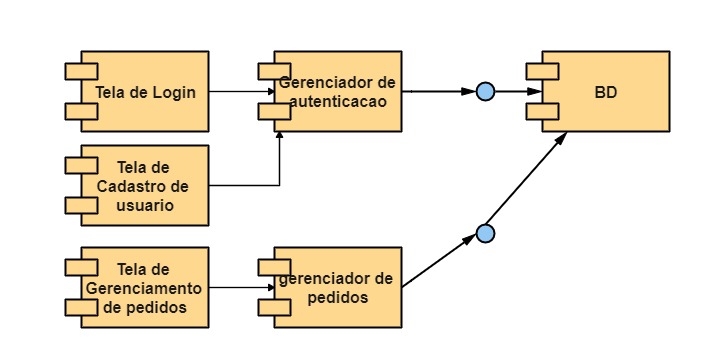 Tela de Login
Gerenciador de
autenticacao
BD
Tela de
Cadastro de
usuario
Tela de
Gerenciamento
de pedidos
gerenciador de
pedidos